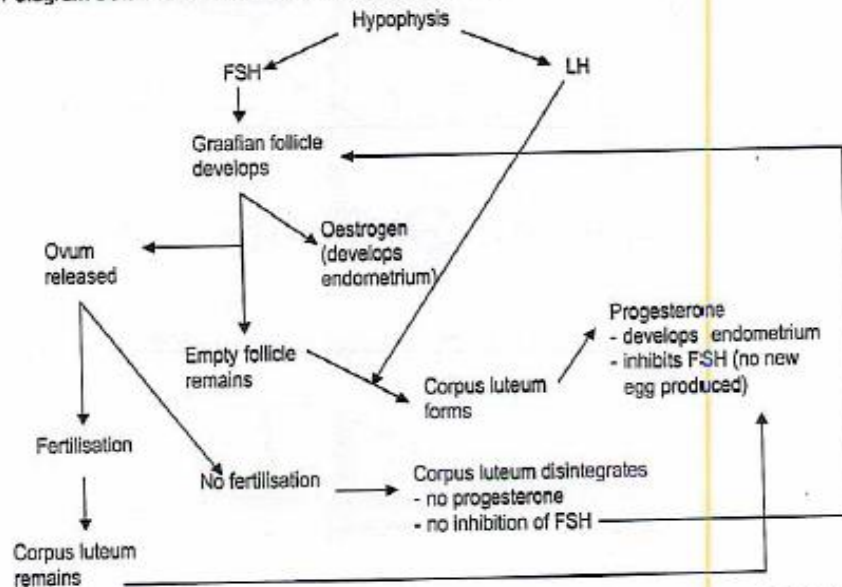 Hypophysis
FSH
LH
Graafian follicle
develops
Oestrogen
(develops
endometrium)
Ovum
released
Progesterone
- develops endometrium
- inhibits FSH (no new
egg produced)
Empty follicle
remains
Corpus luteum
forms
Fertilisation
No fertilisation
Corpus luteum disintegrates
- no progesterone
- no inhibition of FSH
Corpus luteum
remains